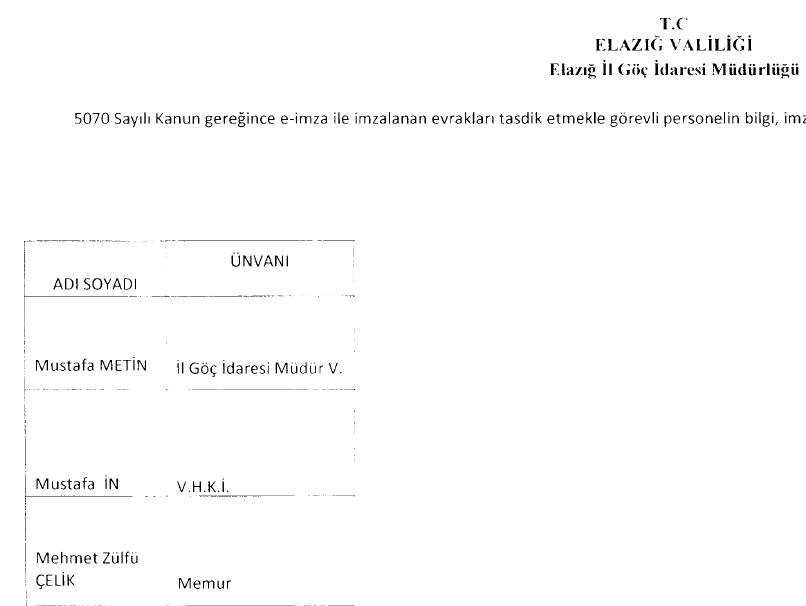 T.C
ELAZIĞ VALİLİĞİ
Elazığ İl Göç İdaresi Müdürlüğü
5070 Sayılı Kanun gereğince e-imza ile imzalanan evrakları tasdik etmekle görevli personelin bilgi,
ÜNVANI
ADI SOYADI
Mustafa METİN
İl Göç İdaresi Müdür V.
Mustafa İN
V.H.K.İ.
Mehmet Zülfü
ÇELİK
Memur